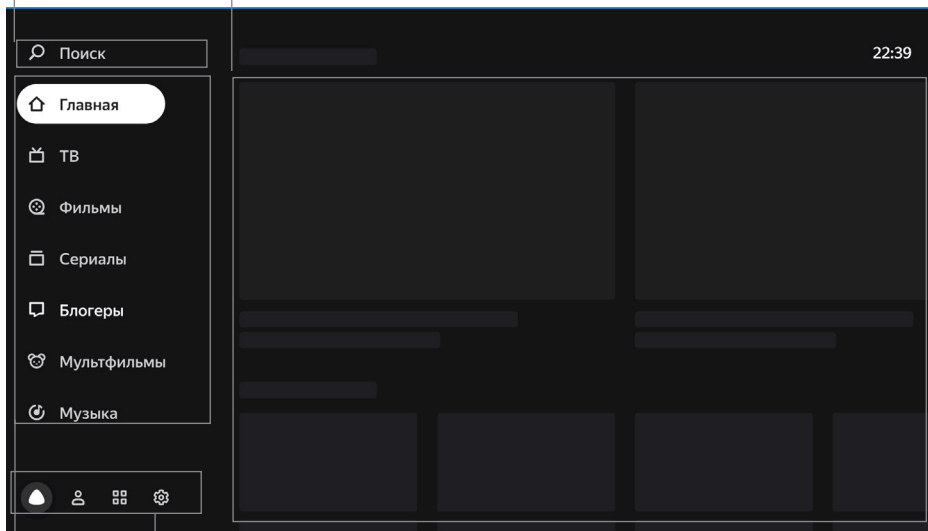 Поиск
22:39
Главная
ТВ
Фильмы
Сериалы
Блогеры
Мультфильмы
Музыка